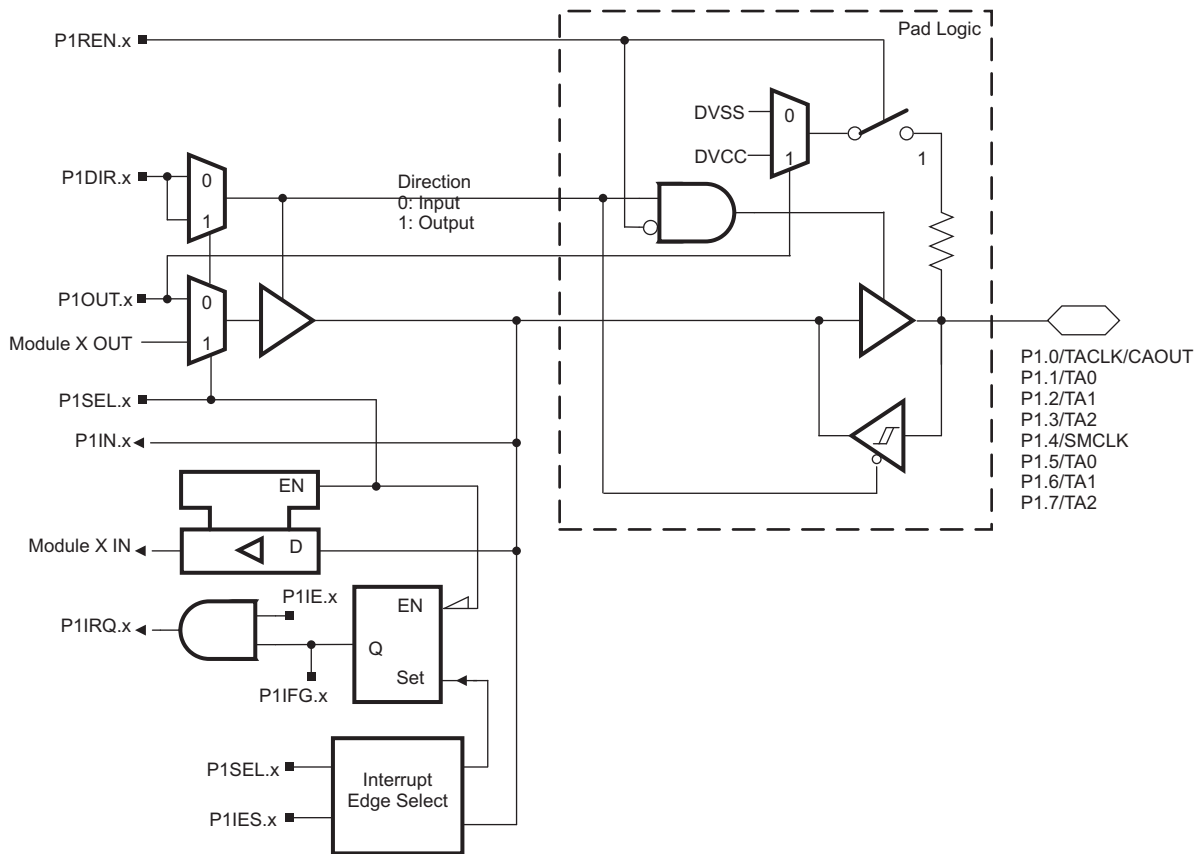 Pad Logic
P1REN.x
DVSS
0
DVCC
1
1
P1DIR.x
0
1
Direction
0: Input
1: Output
P1OUT.x
0
Module X OUT
1
P1SEL.x
P1IN.x
EN
Module X IN
D
P1IE.x
P1IRQ.x
EN
Q
Set
P1IFG.x
P1SEL.x
P1IES.x
Interrupt
Edge Select
P1.0/TACLK/CAOUT
P1.1/TA0
P1.2/TA1
P1.3/TA2
P1.4/SMCLK
P1.5/TA0
P1.6/TA1
P1.7/TA2